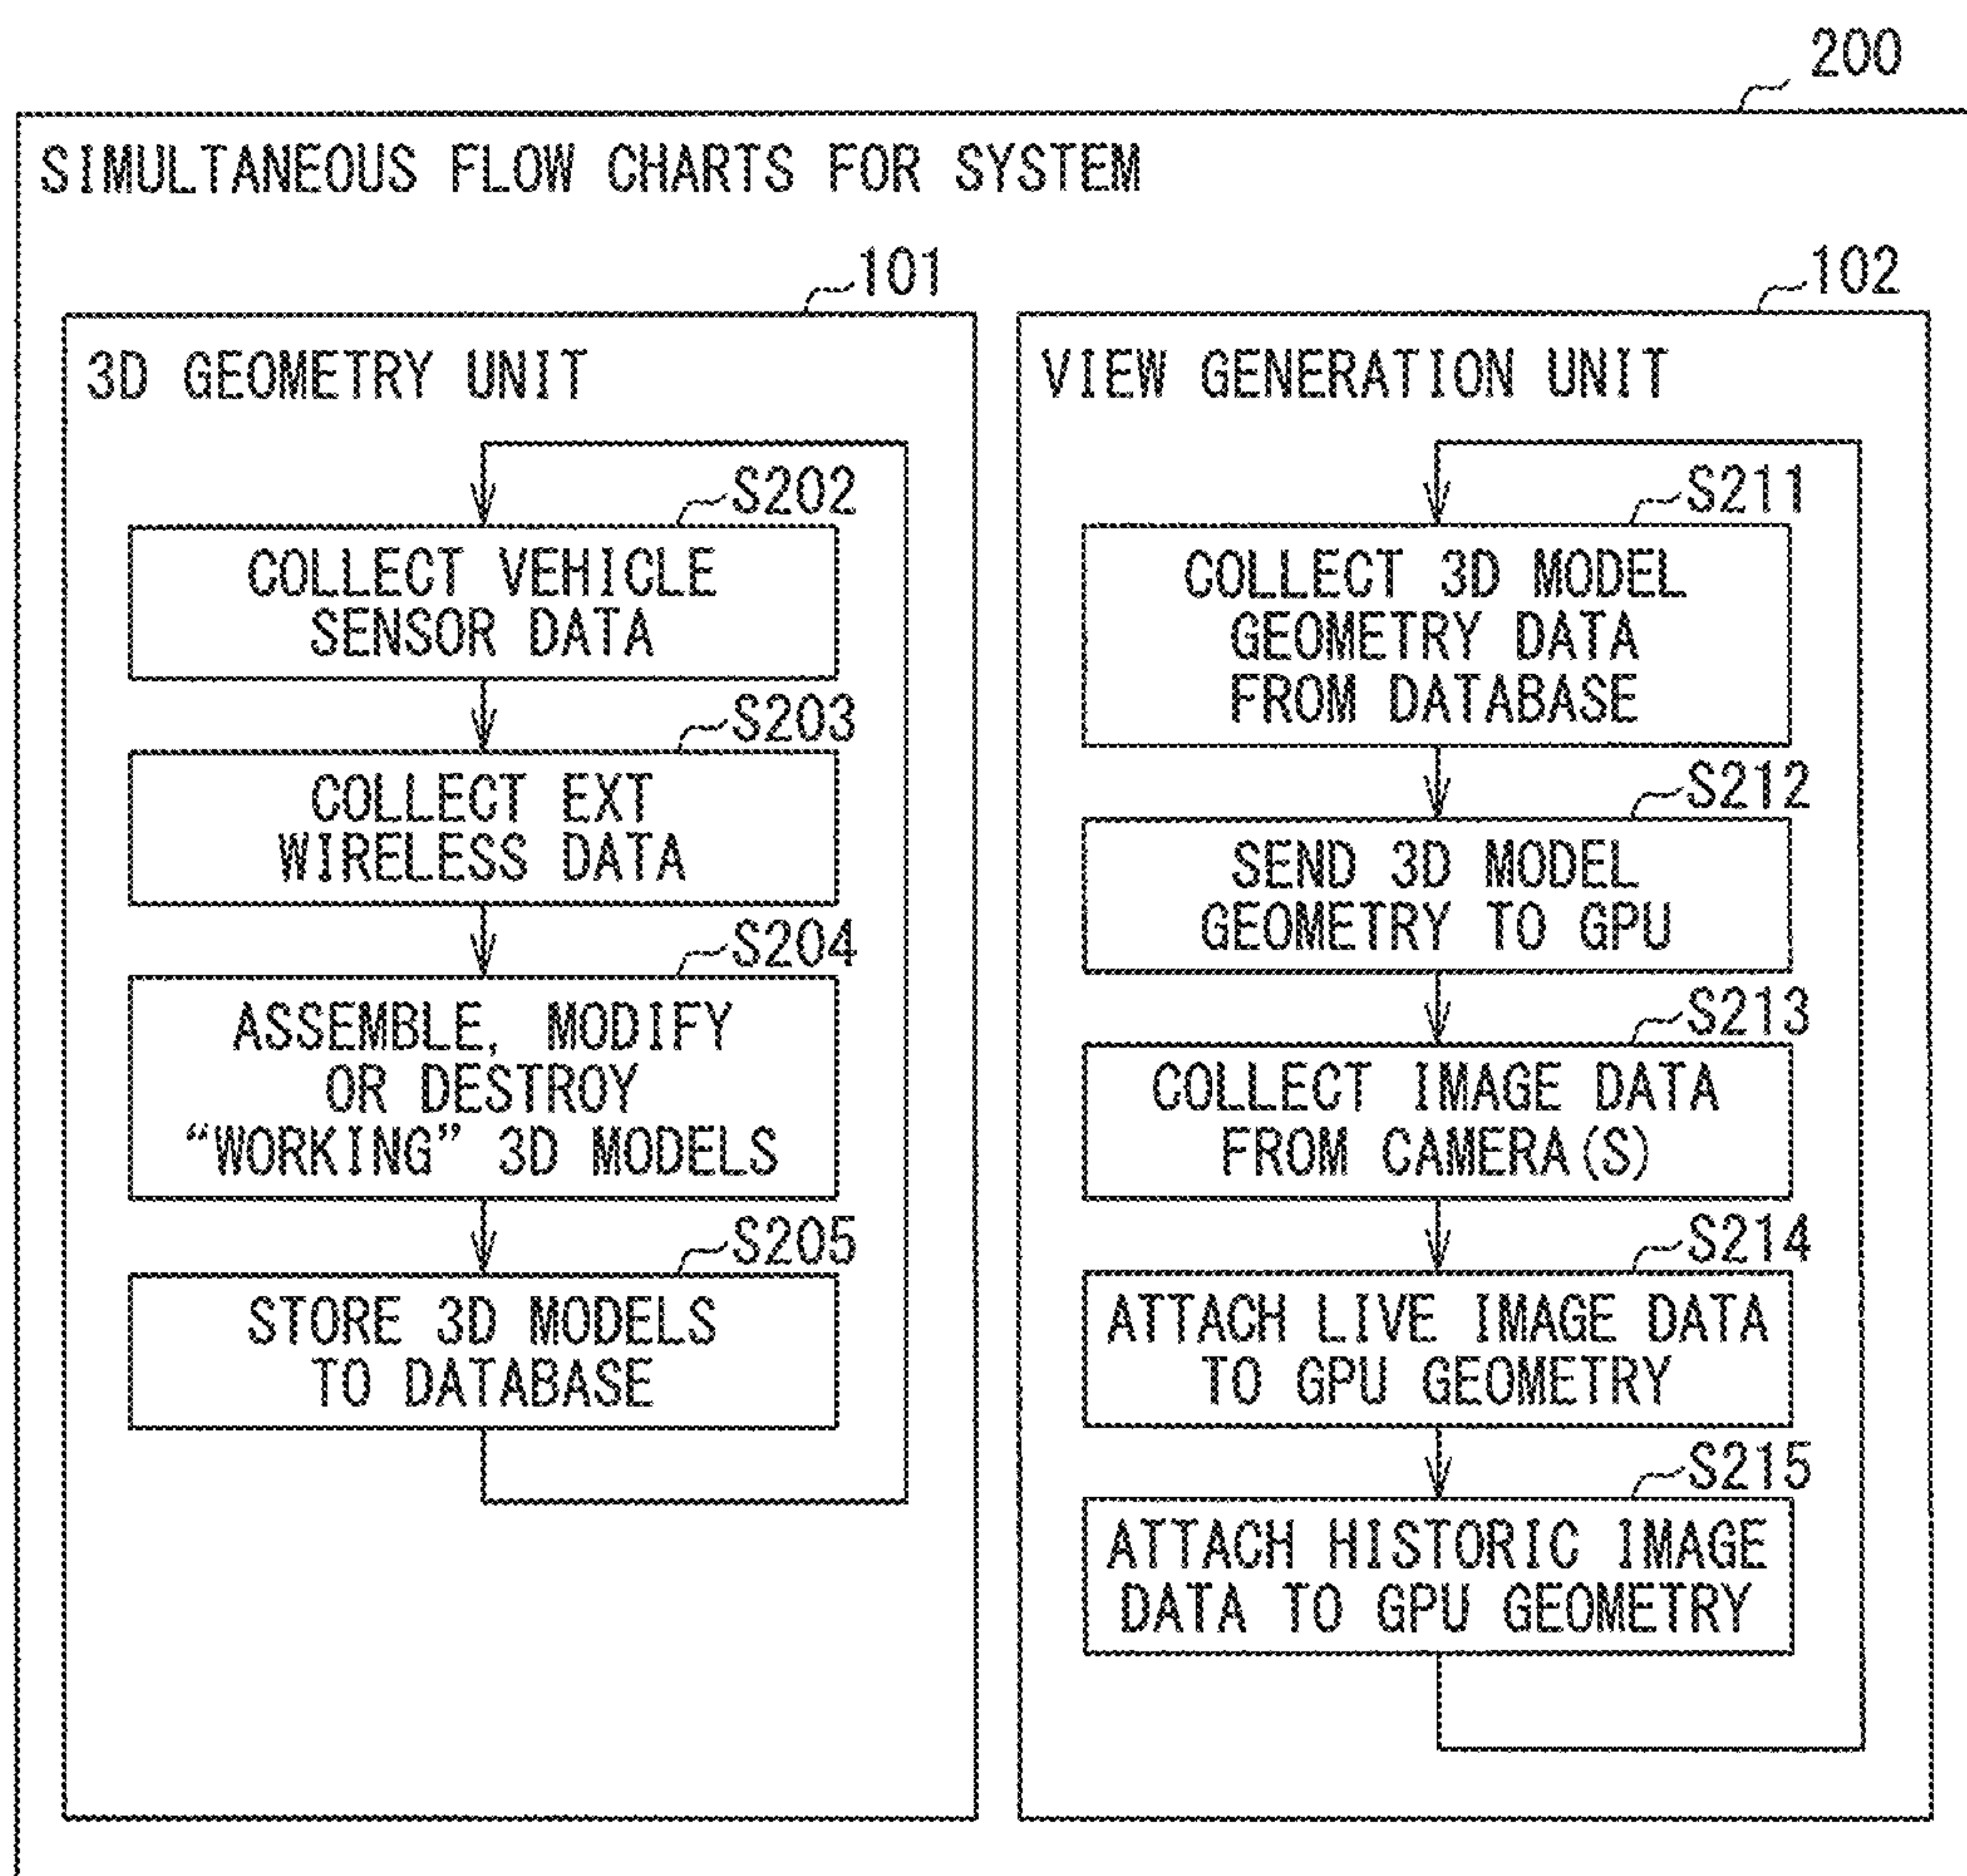 200
SIMULTANEOUS FLOW CHARTS FOR SYSTEM
101
3D GEOMETRY UNIT
S202
COLLECT VEHICLE
SENSOR DATA
S203
COLLECT EXT
WIRELESS DATA
S204
ASSEMBLE, MODIFY
OR DESTROY
“WORKING” 3D MODELS
S205
STORE 3D MODELS
TO DATABASE
102
VIEW GENERATION UNIT
S211
COLLECT 3D MODEL
GEOMETRY DATA
FROM DATABASE
S212
SEND 3D MODEL
GEOMETRY TO GPU
S213
COLLECT IMAGE DATA
FROM CAMERA(S)
S214
ATTACH LIVE IMAGE DATA
TO GPU GEOMETRY
S215
ATTACH HISTORIC IMAGE
DATA TO GPU GEOMETRY